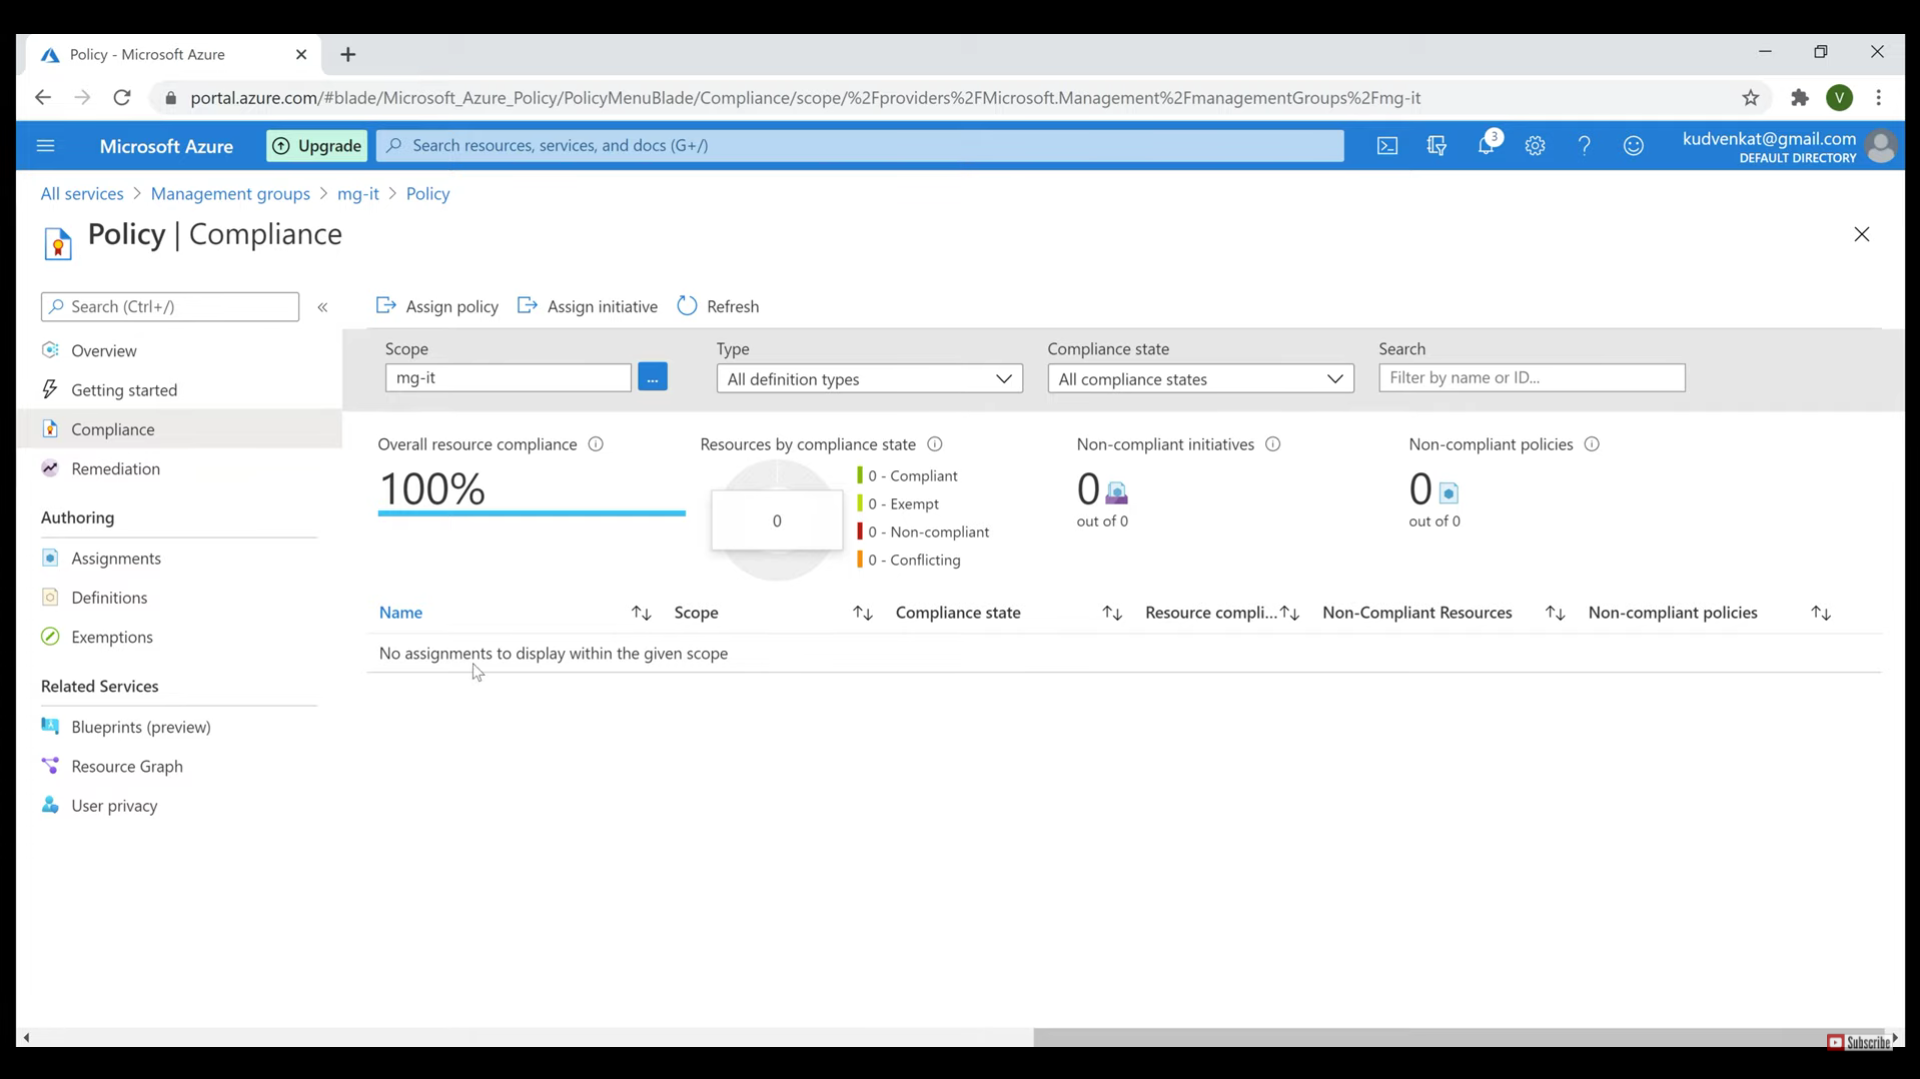 Policy - Microsoft Azure
portal.azure.com/#blade/Microsoft_Azure_Policy/PolicyMenuBlade/Compliance/scope/%2Fproviders%2FMicrosoft.Management%2FmanagementGroups%2Fmg-it
V
Microsoft Azure
Upgrade
Search resources, services, and docs (G+/)
3
kudvenkat@gmail.com
DEFAULT DIRECTORY
All services > Management groups > mg-it > Policy
Policy | Compliance
Search (Ctrl+/)
«
Overview
Getting started
Compliance
Remediation
Authoring
Assignments
Definitions
Exemptions
Related Services
Blueprints (preview)
Resource Graph
User privacy
Assign policy
Assign initiative
Refresh
Scope
mg-it
...
Type
All definition types
Compliance state
All compliance states
Search
Filter by name or ID...
Overall resource compliance
100%
Resources by compliance state
0
0 - Compliant
0 - Exempt
0 - Non-compliant
0 - Conflicting
Non-compliant initiatives
0
out of 0
Non-compliant policies
0
out of 0
Name Scope Compliance state Resource compli... Non-Compliant Resources Non-compliant policies
No assignments to display within the given scope
Subscribe